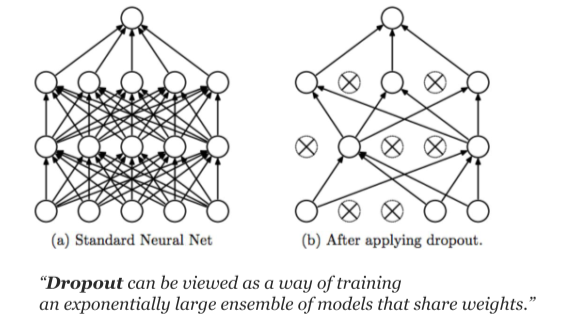 (a) Standard Neural Net
(b) After applying dropout.
“Dropout can be viewed as a way of training
an exponentially large ensemble of models that share weights.”